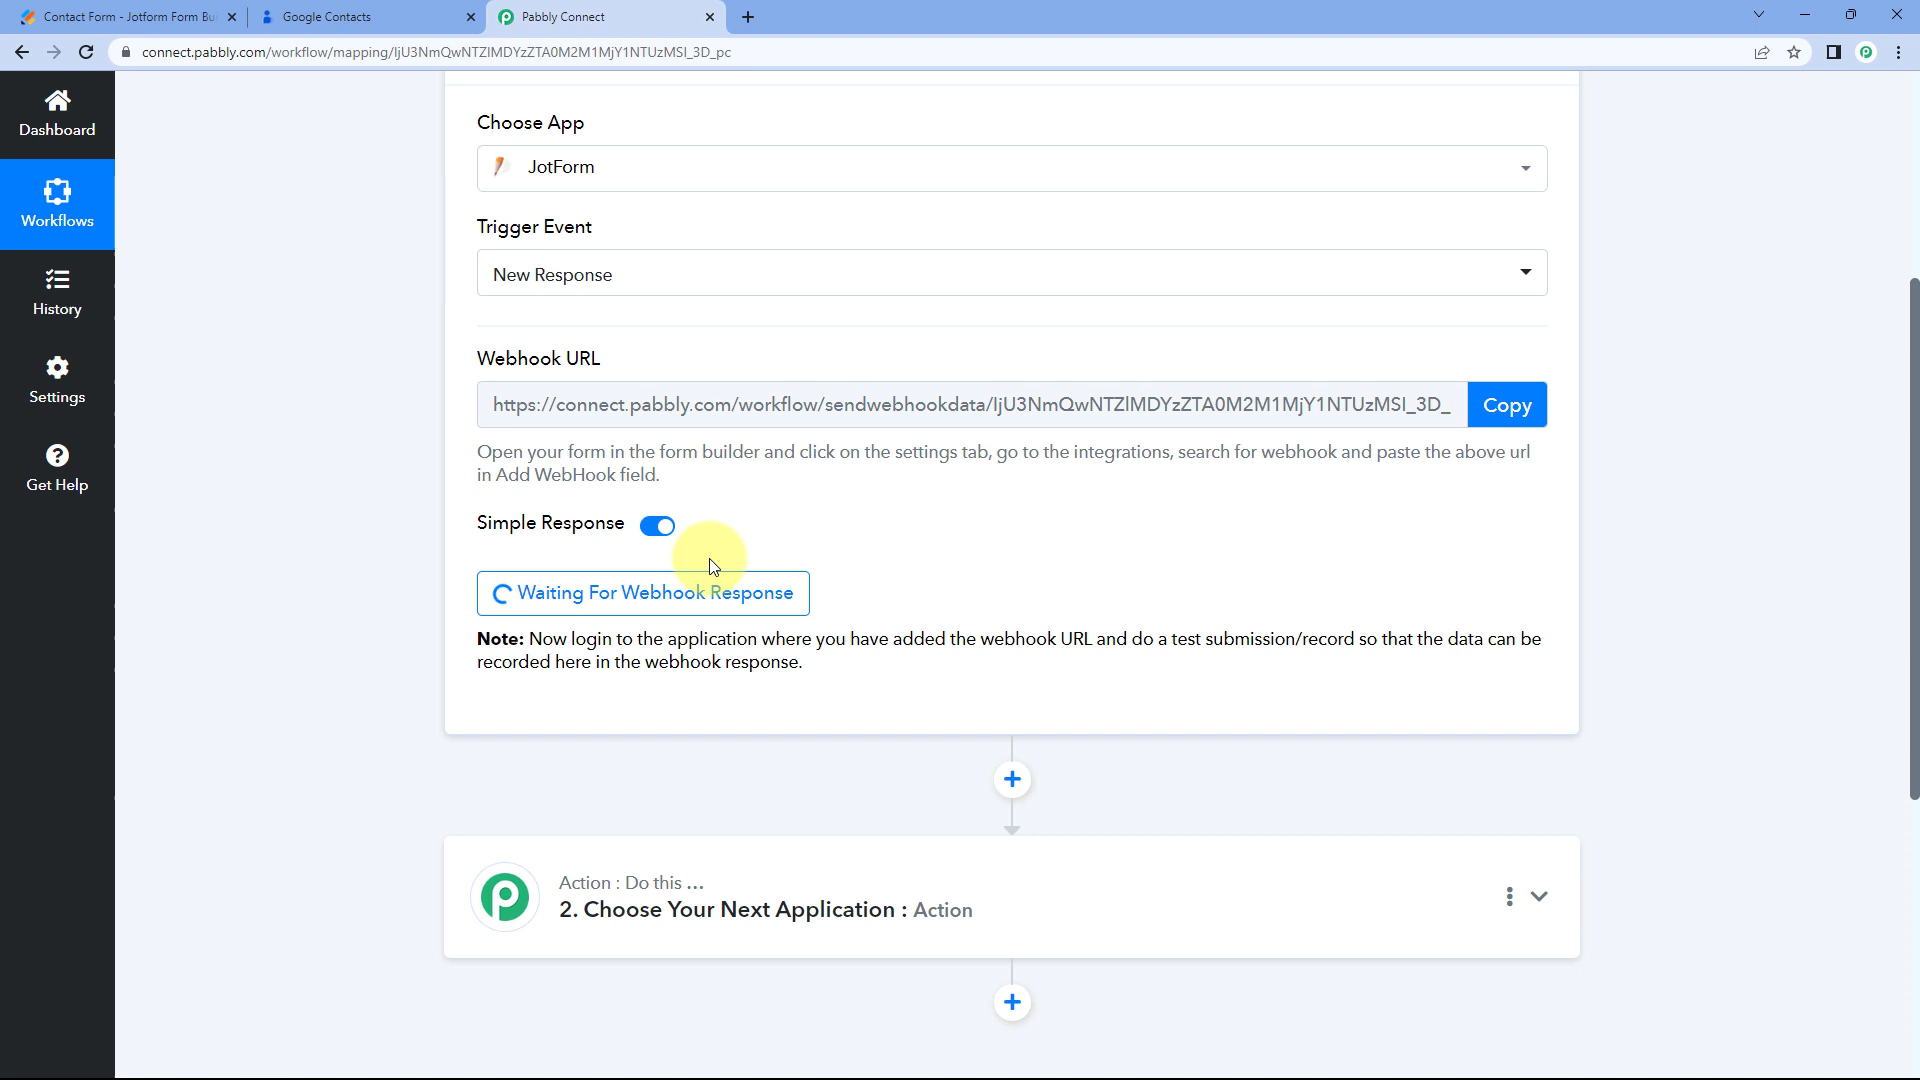 Contact Form - Jotform Form Bu
Google Contacts
Pabbly Connect
connect.pabbly.com/workflow/mapping/IjU3NmQwNTZlMDYzZTA0M2M1MjY1NTUzMSI_3D_pc
Dashboard
Workflows
History
Settings
Get Help
Choose App
JotForm
Trigger Event
New Response
Webhook URL
https://connect.pabbly.com/workflow/sendwebhookdata/IjU3NmQwNTZlMDYzZTA0M2M1MjY1NTUzMSI_3D_
Copy
Open your form in the form builder and click on the settings tab, go to the integrations, search for webhook and paste the above url
in Add WebHook field.
Simple Response
Waiting For Webhook Response
Note: Now login to the application where you have added the webhook URL and do a test submission/record so that the data can be
recorded here in the webhook response.
Action : Do this ...
2. Choose Your Next Application : Action